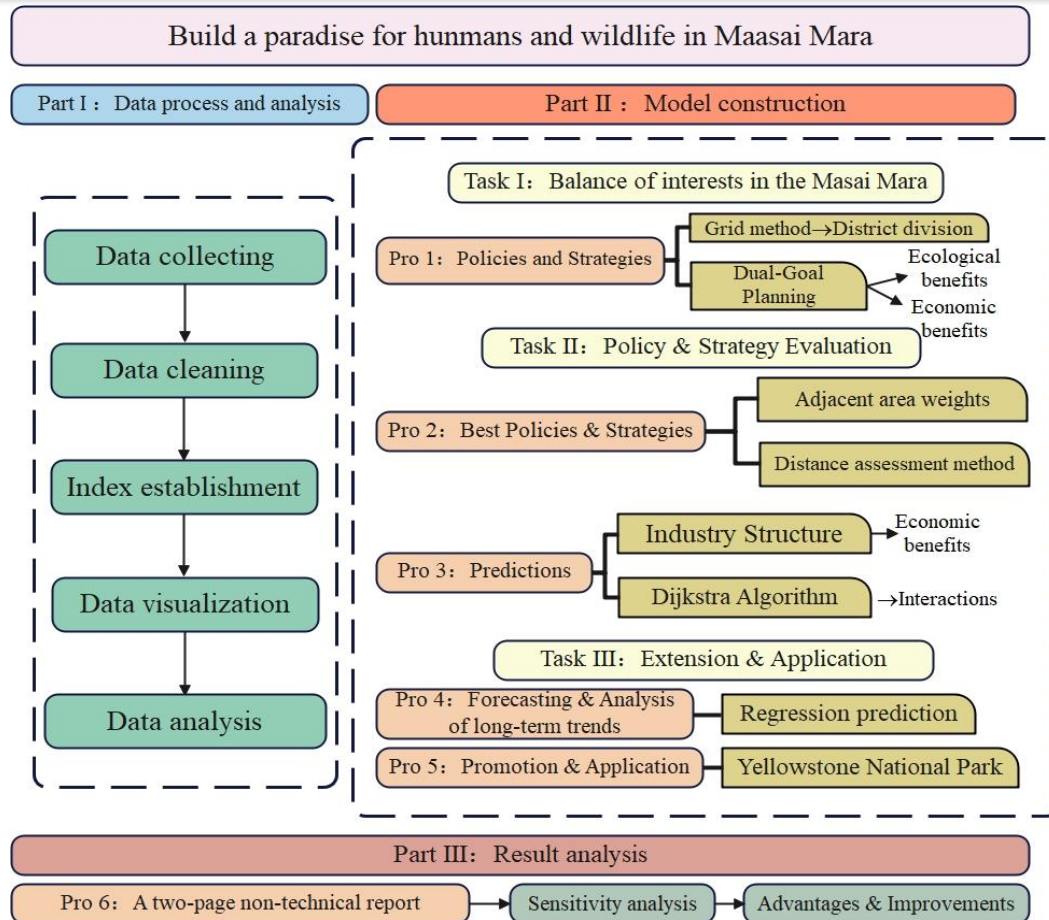 Build a paradise for hunmans and wildlife in Maasai Mara
Part I： Data process and analysis
Part II： Model construction
Data collecting
Data cleaning
Index establishment
Data visualization
Data analysis
Task I：Balance of interests in the Masai Mara
Pro 1：Policies and Strategies
Grid method→District division
Dual-Goal
Planning
Ecological
benefits
Economic
benefits
Task II：Policy & Strategy Evaluation
Pro 2：Best Policies & Strategies
Adjacent area weights
Distance assessment method
Pro 3：Predictions
Industry Structure
Economic
benefits
Dijkstra Algorithm
→Interactions
Task III：Extension & Application
Pro 4：Forecasting & Analysis
of long-term trends
Regression prediction
Pro 5：Promotion & Application
Yellowstone National Park
Part III：Result analysis
Pro 6：A two-page non-technical report
Sensitivity analysis
Advantages & Improvements